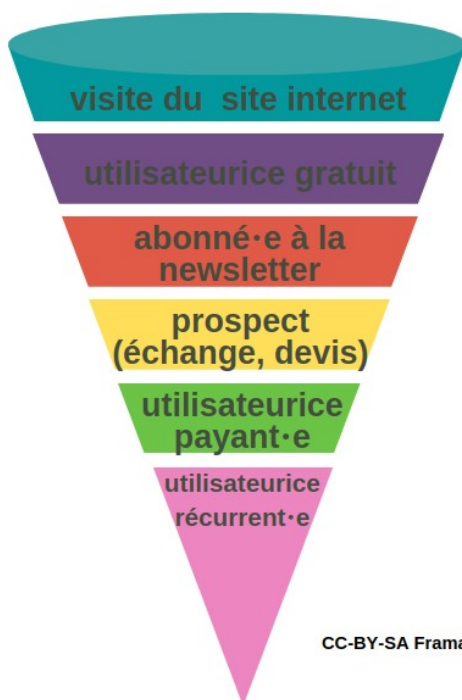 visite du site internet
utilisateurice gratuit
abonné·e à la
newsletter
prospect
(échange, devis)
utilisateurice
payant·e
utilisateurice
récurrent·e
CC-BY-SA Frama